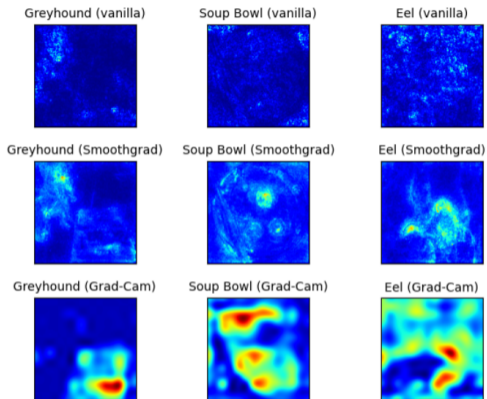 Greyhound (vanilla)
Soup Bowl (vanilla)
Eel (vanilla)
Greyhound (Smoothgrad)
Soup Bowl (Smoothgrad)
Eel (Smoothgrad)
Greyhound (Grad-Cam)
Soup Bowl (Grad-Cam)
Eel (Grad-Cam)